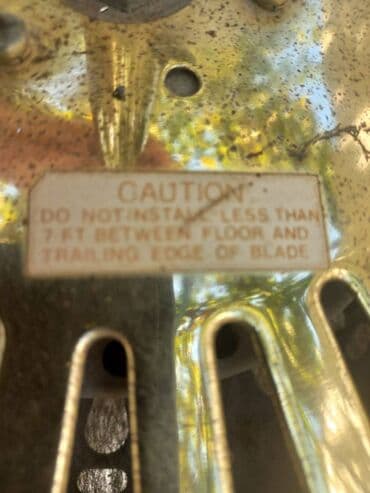 CAUTION
DO NOT INSTALL LESS THAN
7 FT BETWEEN FLOOR AND
TRAILING EDGE OF BLADE